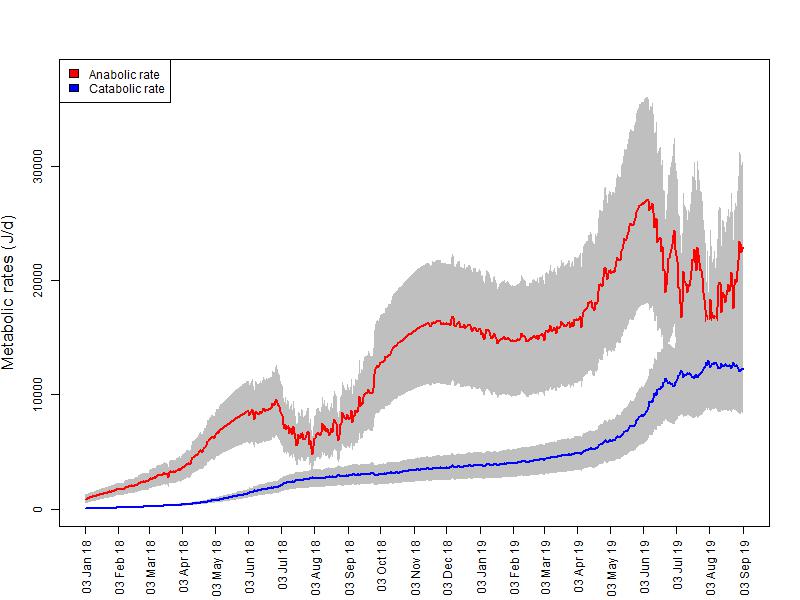 Anabolic rate
Catabolic rate
Metabolic rates (J/d)
30000
20000
10000
0
03 Jan 18
03 Feb 18
03 Mar 18
03 Apr 18
03 May 18
03 Jun 18
03 Jul 18
03 Aug 18
03 Sep 18
03 Oct 18
03 Nov 18
03 Dec 18
03 Jan 19
03 Feb 19
03 Mar 19
03 Apr 19
03 May 19
03 Jun 19
03 Jul 19
03 Aug 19
03 Sep 19